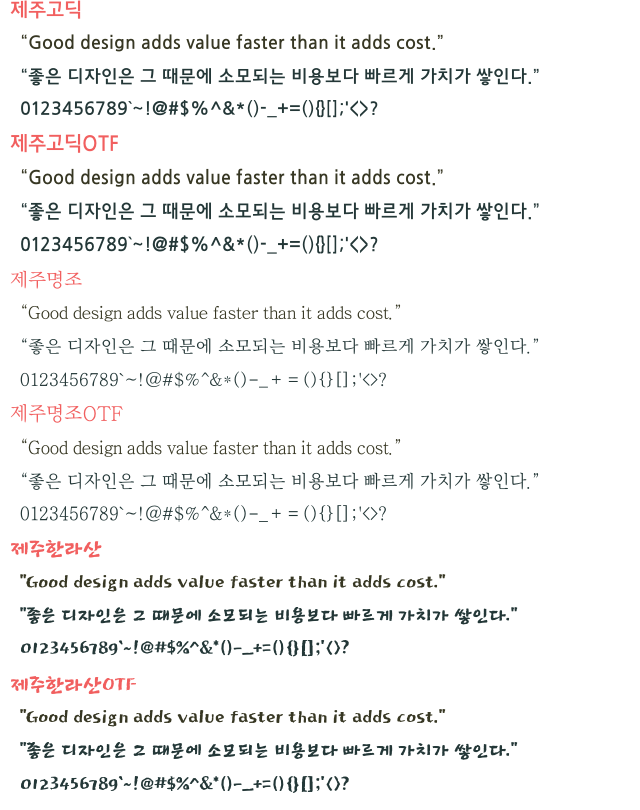 제주고딕
“Good design adds value faster than it adds cost.”
“좋은 디자인은 그 때문에 소모되는 비용보다 빠르게 가치가 쌓인다.”
0123456789`~!@#$%^&*()-_+=(){}[];'<>?
제주고딕OTF
“Good design adds value faster than it adds cost.”
“좋은 디자인은 그 때문에 소모되는 비용보다 빠르게 가치가 쌓인다.”
0123456789`~!@#$%^&*()-_+=(){}[];'<>?
제주명조
“Good design adds value faster than it adds cost.”
“좋은 디자인은 그 때문에 소모되는 비용보다 빠르게 가치가 쌓인다.”
0123456789`~!@#$%^&*()-_+=(){}[];'<>?
제주명조OTF
“Good design adds value faster than it adds cost.”
“좋은 디자인은 그 때문에 소모되는 비용보다 빠르게 가치가 쌓인다.”
0123456789`~!@#$%^&*()-_+=(){}[];'<>?
제주한라산
"Good design adds value faster than it adds cost."
"좋은 디자인은 그 때문에 소모되는 비용보다 빠르게 가치가 쌓인다."
0123456789`~!@#$%^&*()-_+=(){}[];'<>?
제주한라산OTF
"Good design adds value faster than it adds cost."
"좋은 디자인은 그 때문에 소모되는 비용보다 빠르게 가치가 쌓인다."
0123456789`~!@#$%^&*()-_+=(){}[];'<>?